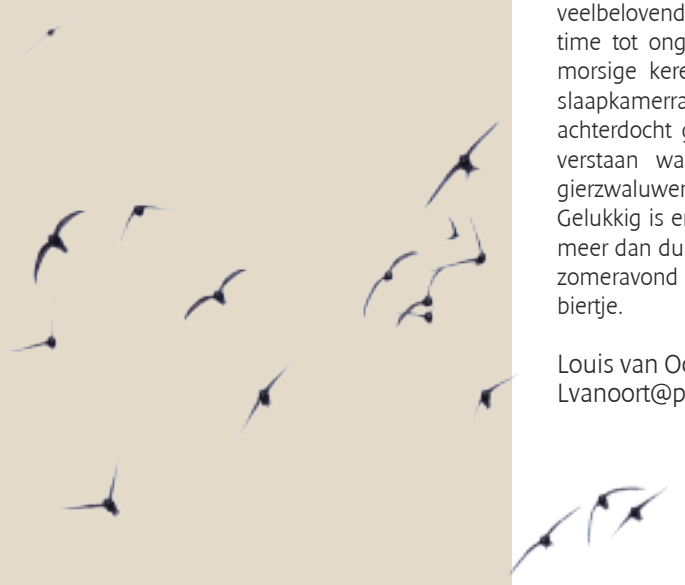 veelbelovend
time tot ong
morsige kere
slaapkamerra
achterdocht g
verstaan wa
gierzwaluwen
Gelukkig is er
meer dan du
zomeravond
biertje.
Louis van Oo
Lvanoort@p